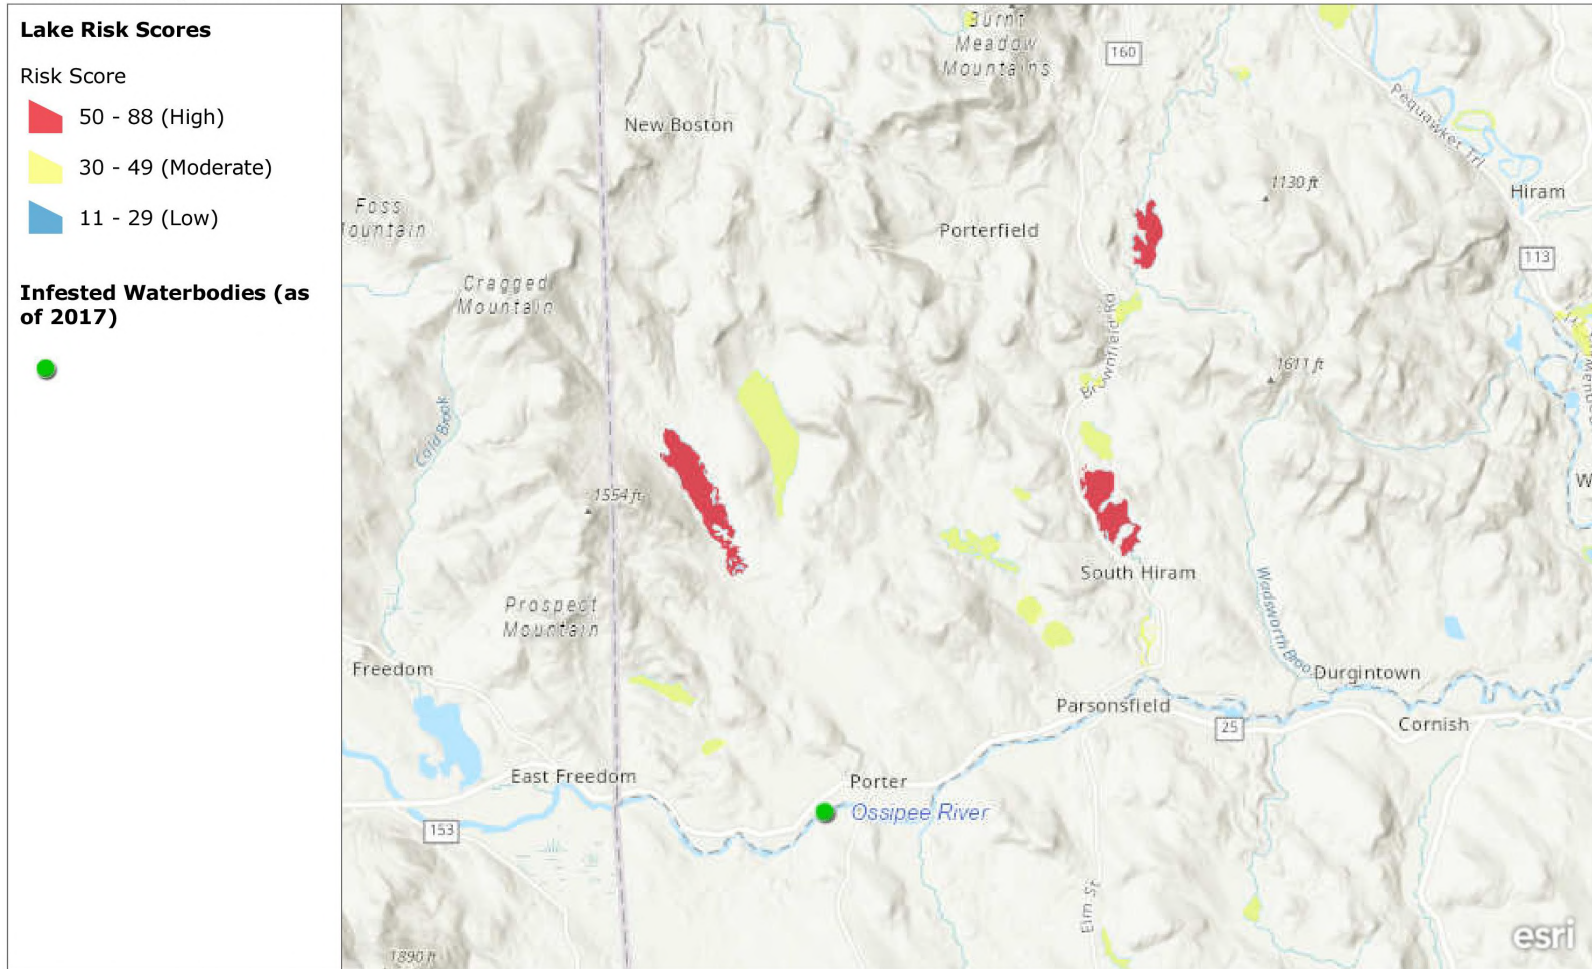 Lake Risk Scores
Risk Score
50 - 88 (High)
30 - 49 (Moderate)
11 - 29 (Low)
Infested Waterbodies (as
of 2017)
Burnt
Meadow
Mountains
160
New Boston
Pequawket Trl
1130 ft
Hiram
Foss
Mountain
Porterfield
113
Cragged
Mountain
Brownfield Rd
1611 ft
Cold Brook
1554 ft
W
South Hiram
Prospect
Mountain
Wadsworth Broo
Freedom
Durgintown
Parsonsfield
25
Cornish
East Freedom
Porter
Ossipee River
153
Elm St
1890 ft
esri